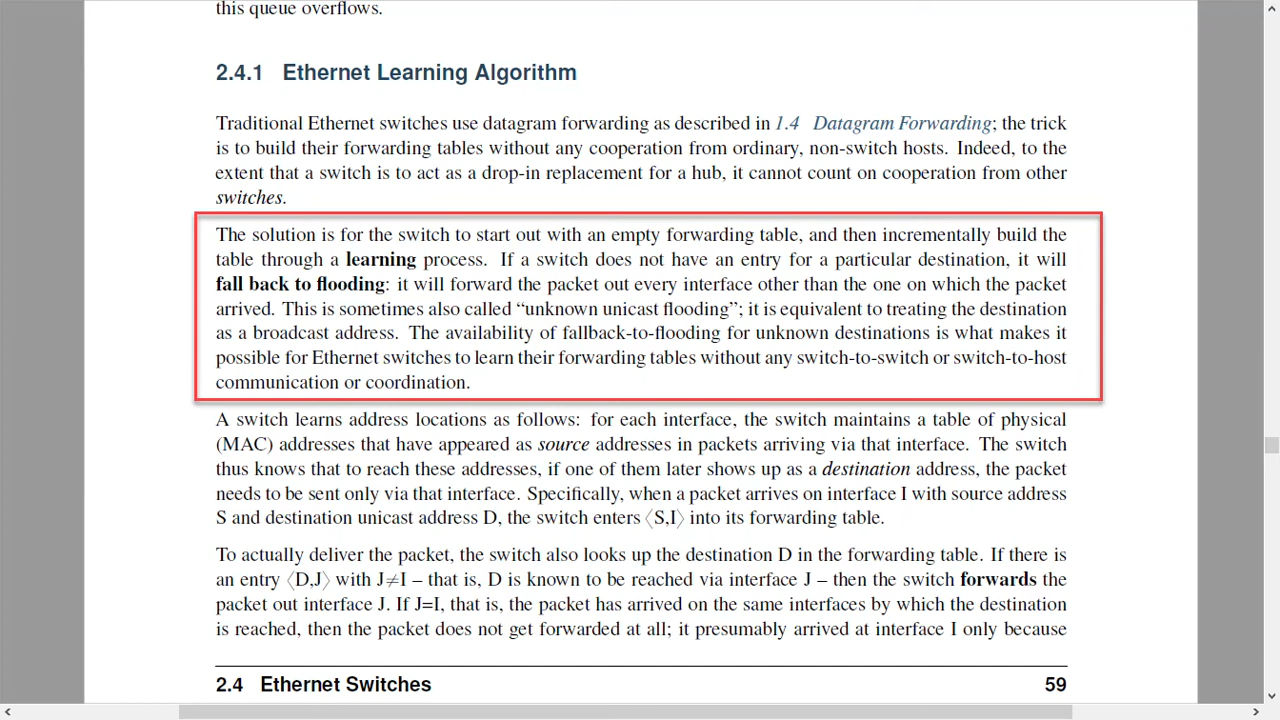 this queue overflows.
2.4.1 Ethernet Learning Algorithm
Traditional Ethernet switches use datagram forwarding as described in 1.4 Datagram Forwarding; the trick
is to build their forwarding tables without any cooperation from ordinary, non-switch hosts. Indeed, to the
extent that a switch is to act as a drop-in replacement for a hub, it cannot count on cooperation from other
switches.
The solution is for the switch to start out with an empty forwarding table, and then incrementally build the
table through a learning process. If a switch does not have an entry for a particular destination, it will
fall back to flooding: it will forward the packet out every interface other than the one on which the packet
arrived. This is sometimes also called “unknown unicast flooding”; it is equivalent to treating the destination
as a broadcast address. The availability of fallback-to-flooding for unknown destinations is what makes it
possible for Ethernet switches to learn their forwarding tables without any switch-to-switch or switch-to-host
communication or coordination.
A switch learns address locations as follows: for each interface, the switch maintains a table of physical
(MAC) addresses that have appeared as source addresses in packets arriving via that interface. The switch
thus knows that to reach these addresses, if one of them later shows up as a destination address, the packet
needs to be sent only via that interface. Specifically, when a packet arrives on interface I with source address
S and destination unicast address D, the switch enters ⟨S,I⟩ into its forwarding table.
To actually deliver the packet, the switch also looks up the destination D in the forwarding table. If there is
an entry ⟨D,J⟩ with J≠I – that is, D is known to be reached via interface J – then the switch forwards the
packet out interface J. If J=I, that is, the packet has arrived on the same interfaces by which the destination
is reached, then the packet does not get forwarded at all; it presumably arrived at interface I only because
2.4 Ethernet Switches 59